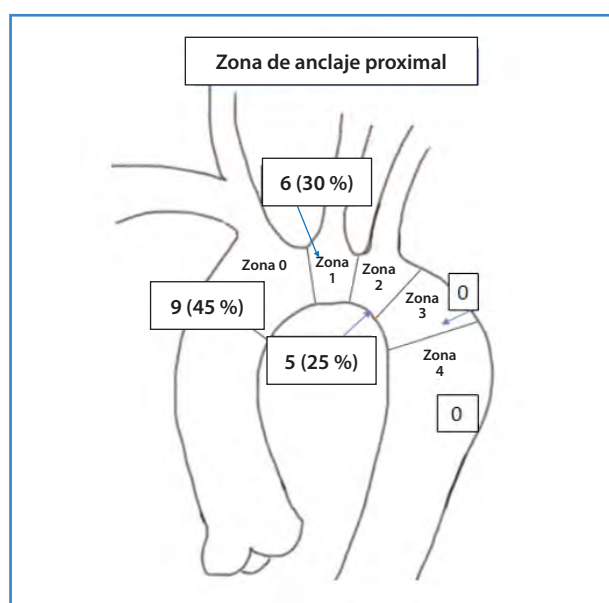 Zona de anclaje proximal
6 (30 %)
Zona 0
Zona
1
Zona
2
Zona
3
0
9 (45 %)
5 (25 %)
Zona
4
0